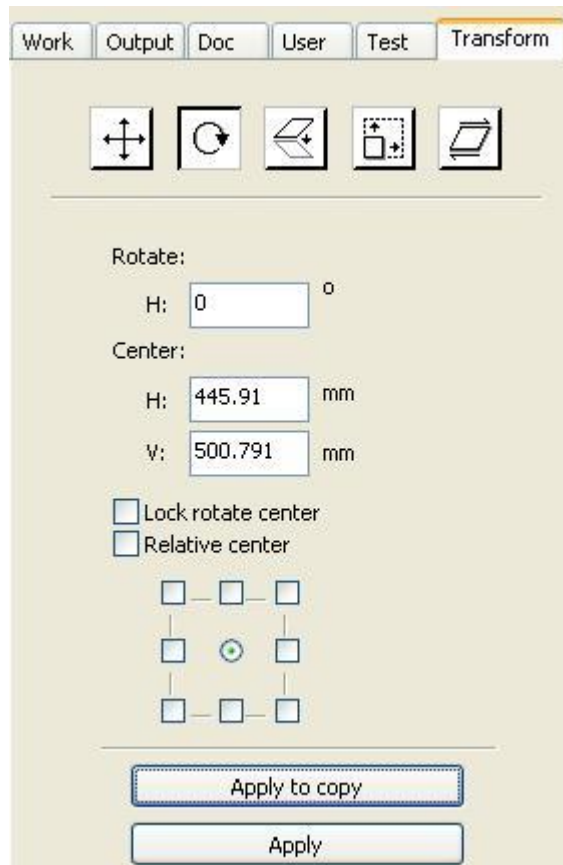 Work Output Doc User Test Transform
Rotate:
H: 0 o
Center:
H: 445.91 mm
V: 500.791 mm
Lock rotate center
Relative center
Apply to copy
Apply